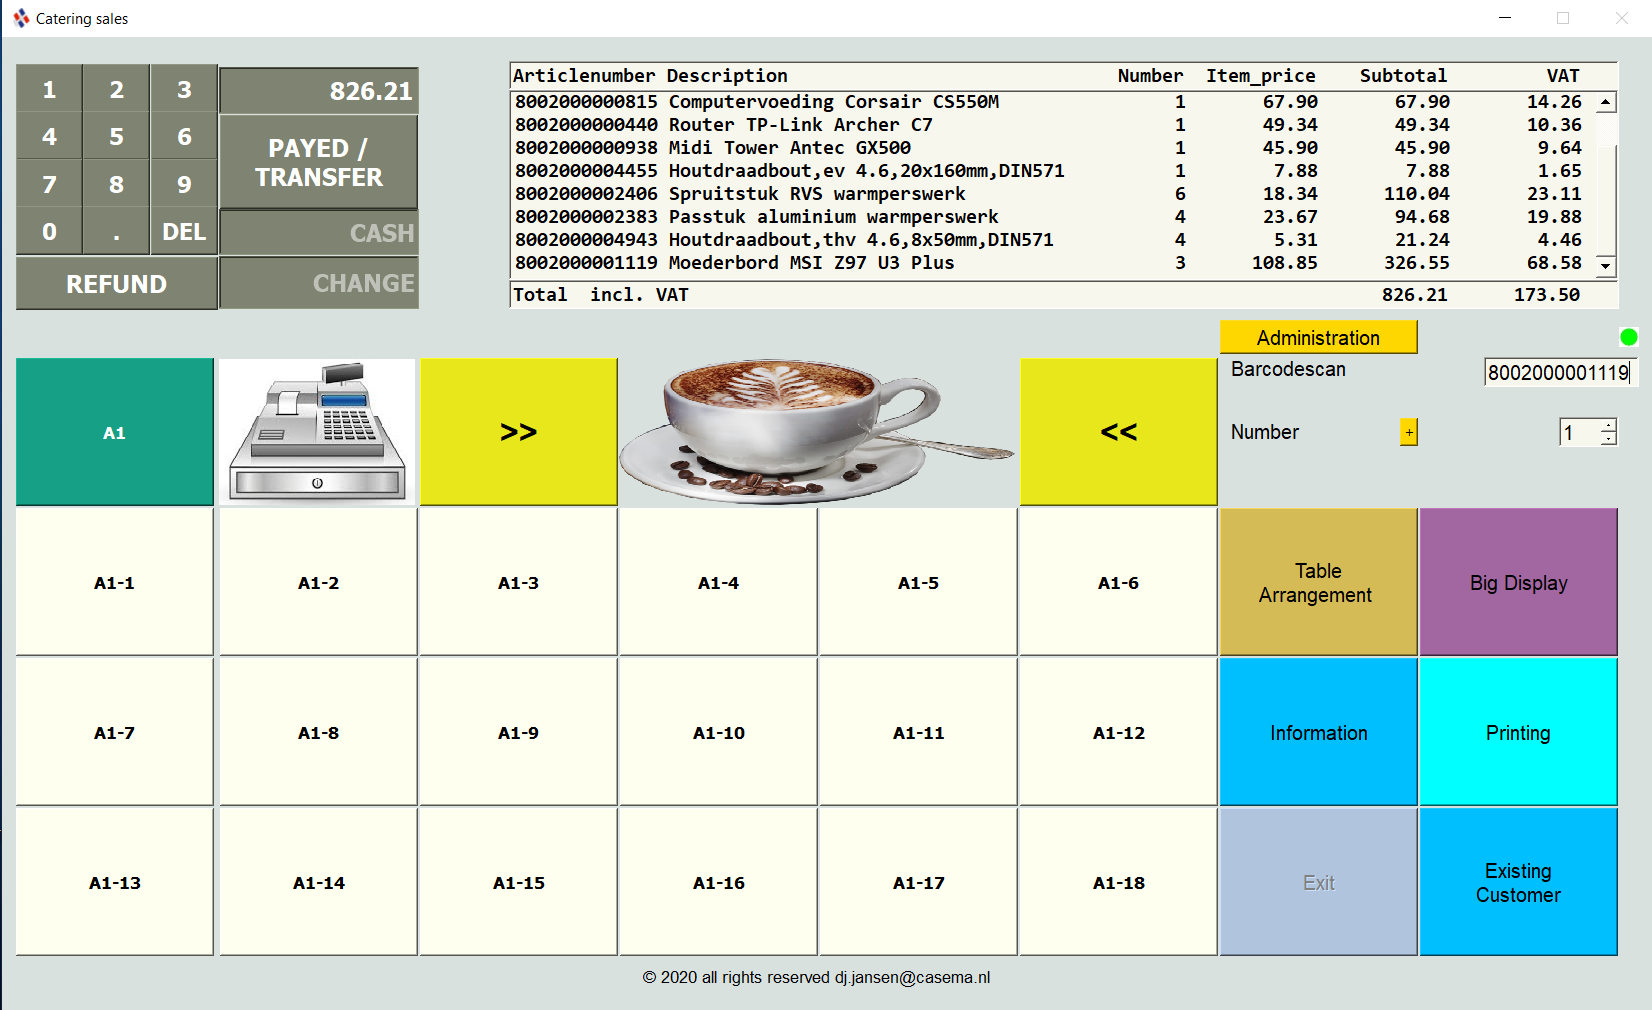 Catering sales
1 2 3 826.21
4 5 6 PAYED /
TRANSFER
7 8 9
0 . DEL CASH
REFUND CHANGE
Articlenumber Description Number Item_price Subtotal VAT
8002000000815 Computervoeding Corsair CS550M 1 67.90 67.90 14.26
8002000000440 Router TP-Link Archer C7 1 49.34 49.34 10.36
8002000000938 Midi Tower Antec GX500 1 45.90 45.90 9.64
8002000004455 Houtdraadbout,ev 4.6,20x160mm,DIN571 1 7.88 7.88 1.65
8002000002406 Spruitstuk RVS warmperswerk 6 18.34 110.04 23.11
8002000002383 Passtuk aluminium warmperswerk 4 23.67 94.68 19.88
8002000004943 Houtdraadbout,thv 4.6,8x50mm,DIN571 4 5.31 21.24 4.46
8002000001119 Moederbord MSI Z97 U3 Plus 3 108.85 326.55 68.58
Total incl. VAT 826.21 173.50
Administration
Barcodescan 8002000001119
Number + 1
A1 >> <<
A1-1 A1-2 A1-3 A1-4 A1-5 A1-6
Table
Arrangement
Big Display
A1-7 A1-8 A1-9 A1-10 A1-11 A1-12 Information Printing
A1-13 A1-14 A1-15 A1-16 A1-17 A1-18 Exit
Existing
Customer
© 2020 all rights reserved dj.jansen@casema.nl